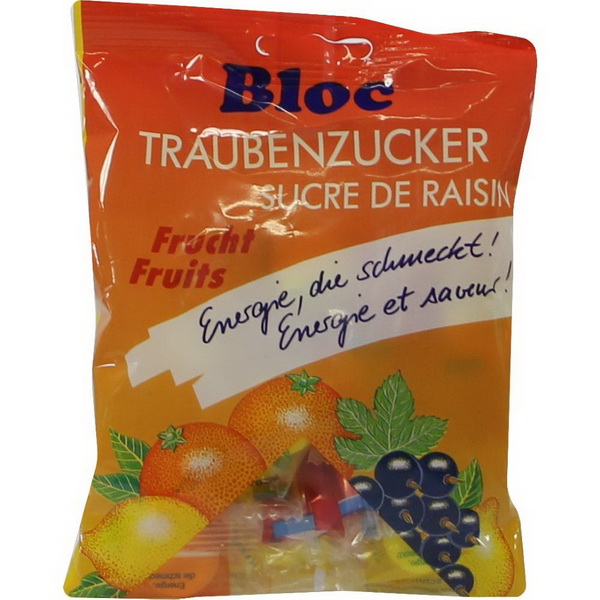 Bloc
TRAUBENZUCKER
SUCRE DE RAISIN
Frucht
Fruits
Energie, die schmeckt!
Energie et saveur!